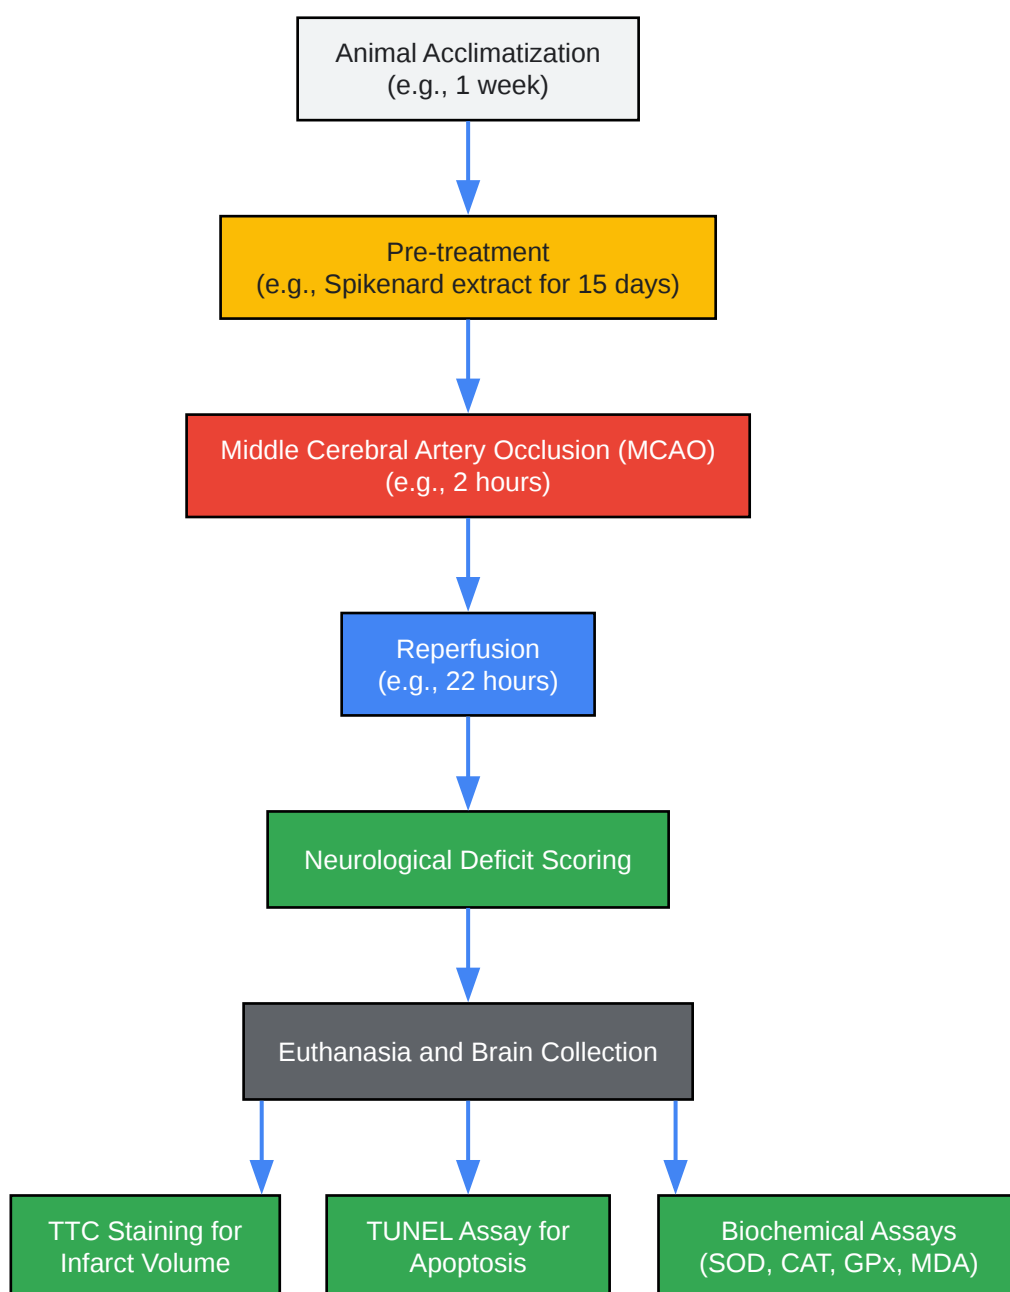 Animal Acclimatization
(e.g., 1 week)
Pre-treatment
(e.g., Spikenard extract for 15 days)
Middle Cerebral Artery Occlusion (MCAO)
(e.g., 2 hours)
Reperfusion
(e.g., 22 hours)
Neurological Deficit Scoring
Euthanasia and Brain Collection
TTC Staining for
Infarct Volume
TUNEL Assay for
Apoptosis
Biochemical Assays
(SOD, CAT, GPx, MDA)